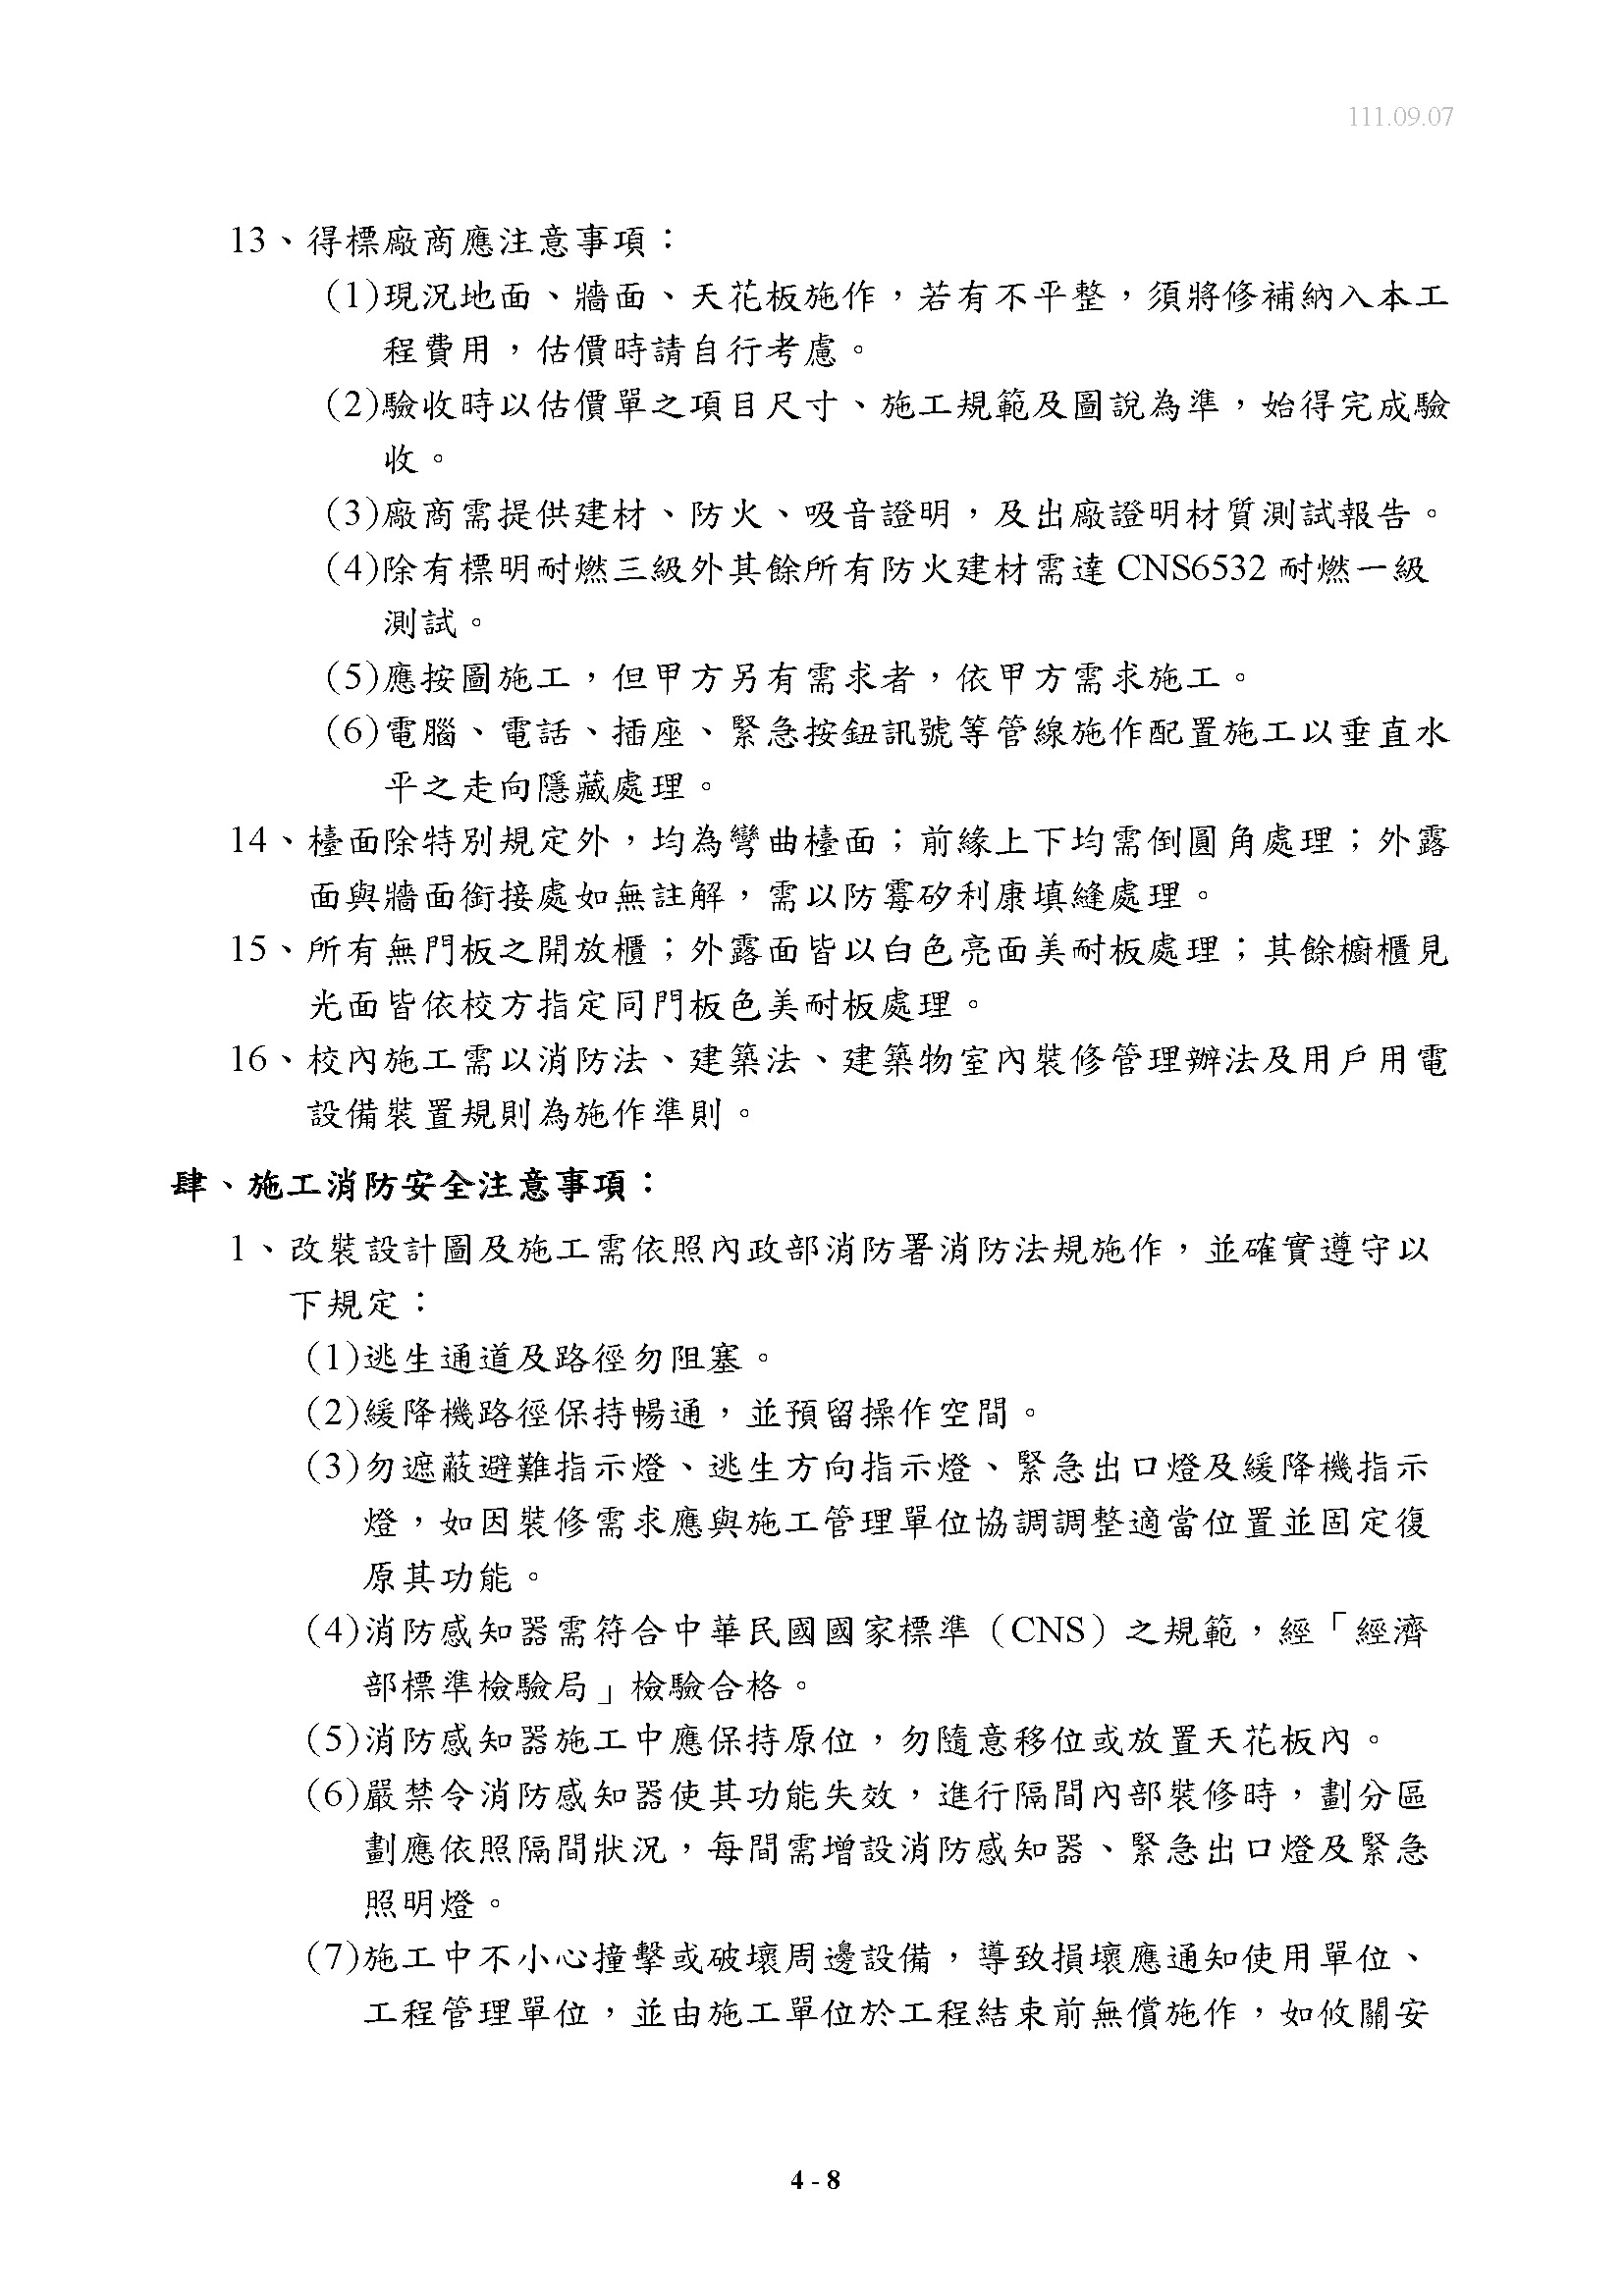 111.09.07
13、得標廠商應注意事項：
(1)現況地面、牆面、天花板施作，若有不平整，須將修補納入本工
程費用，估價時請自行考慮。
(2)驗收時以估價單之項目尺寸、施工規範及圖說為準，始得完成驗
收。
(3)廠商需提供建材、防火、吸音證明，及出廠證明材質測試報告。
(4)除有標明耐燃三級外其餘所有防火建材需達 CNS6532 耐燃一級
測試。
(5)應按圖施工，但甲方另有需求者，依甲方需求施工。
(6)電腦、電話、插座、緊急按鈕訊號等管線施作配置施工以垂直水
平之走向隱藏處理。
14、檯面除特別規定外，均為彎曲檯面；前緣上下均需倒圓角處理；外露
面與牆面銜接處如無註解，需以防霉矽利康填縫處理。
15、所有無門板之開放櫃；外露面皆以白色亮面美耐板處理；其餘櫥櫃見
光面皆依校方指定同門板色美耐板處理。
16、校內施工需以消防法、建築法、建築物室內裝修管理辦法及用戶用電
設備裝置規則為施作準則。
肆、施工消防安全注意事項：
1、改裝設計圖及施工需依照內政部消防署消防法規施作，並確實遵守以
下規定：
(1)逃生通道及路徑勿阻塞。
(2)緩降機路徑保持暢通，並預留操作空間。
(3)勿遮蔽避難指示燈、逃生方向指示燈、緊急出口燈及緩降機指示
燈，如因裝修需求應與施工管理單位協調調整適當位置並固定復
原其功能。
(4)消防感知器需符合中華民國國家標準（CNS）之規範，經「經濟
部標準檢驗局」檢驗合格。
(5)消防感知器施工中應保持原位，勿隨意移位或放置天花板內。
(6)嚴禁令消防感知器使其功能失效，進行隔間內部裝修時，劃分區
劃應依照隔間狀況，每間需增設消防感知器、緊急出口燈及緊急
照明燈。
(7)施工中不小心撞擊或破壞周邊設備，導致損壞應通知使用單位、
工程管理單位，並由施工單位於工程結束前無償施作，如攸關安
4 - 8